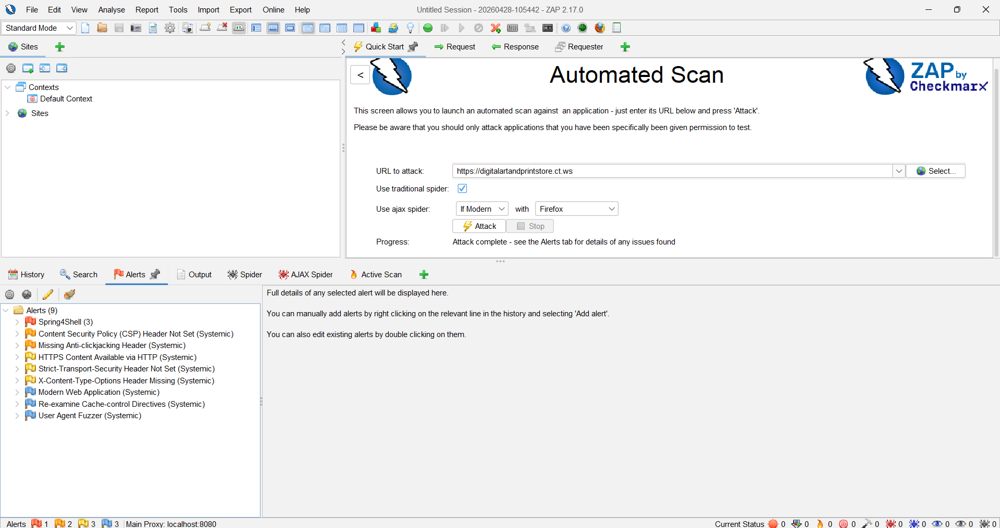 File Edit View Analyse Report Tools Import Export Online Help
Untitled Session - 20260428-105442 - ZAP 2.17.0
Standard Mode
Sites
Quick Start Request Response Requester
Contexts
Default Context
Sites
<
Automated Scan
ZAP by
Checkmarx
This screen allows you to launch an automated scan against  an application - just enter its URL below and press 'Attack'.
Please be aware that you should only attack applications that you have been specifically been given permission to test.
URL to attack: https://digitalartandprintstore.ct.ws Select...
Use traditional spider:
Use ajax spider: If Modern with Firefox
Attack Stop
Progress: Attack complete - see the Alerts tab for details of any issues found
History Search Alerts Output Spider AJAX Spider Active Scan
Alerts (9)
Spring4Shell (3)
Content Security Policy (CSP) Header Not Set (Systemic)
Missing Anti-clickjacking Header (Systemic)
HTTPS Content Available via HTTP (Systemic)
Strict-Transport-Security Header Not Set (Systemic)
X-Content-Type-Options Header Missing (Systemic)
Modern Web Application (Systemic)
Re-examine Cache-control Directives (Systemic)
User Agent Fuzzer (Systemic)
Full details of any selected alert will be displayed here.
You can manually add alerts by right clicking on the relevant line in the history and selecting 'Add alert'.
You can also edit existing alerts by double clicking on them.
Alerts 1 2 3 3 Main Proxy: localhost:8080
Current Status 0 0 0 0 0 0 0 0 0 0